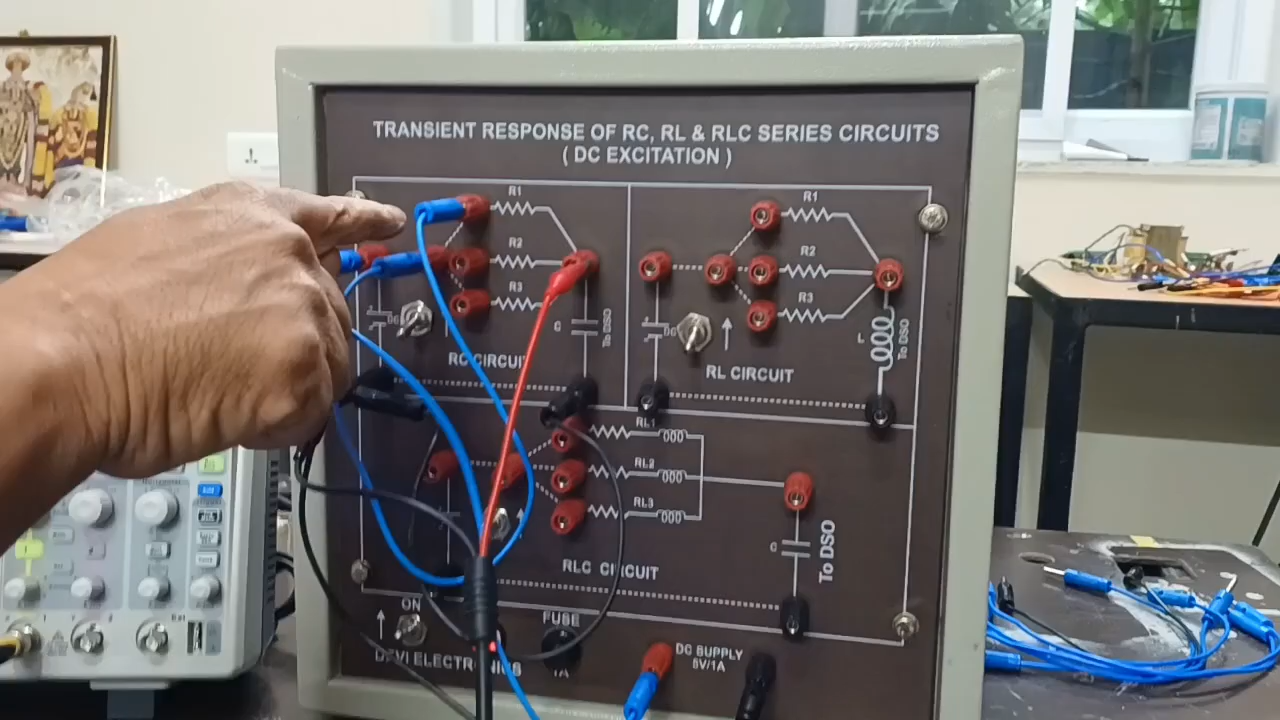 TRANSIENT RESPONSE OF RC, RL & RLC SERIES CIRCUITS
( DC EXCITATION )
R1
R2
R3
C
To DSO
RC CIRCUIT
R1
R2
R3
L
To DSO
RL CIRCUIT
RL1
RL2
RL3
C
To DSO
RLC CIRCUIT
ON
FUSE
1A
DC SUPPLY
5V/1A
DEVI ELECTRONICS